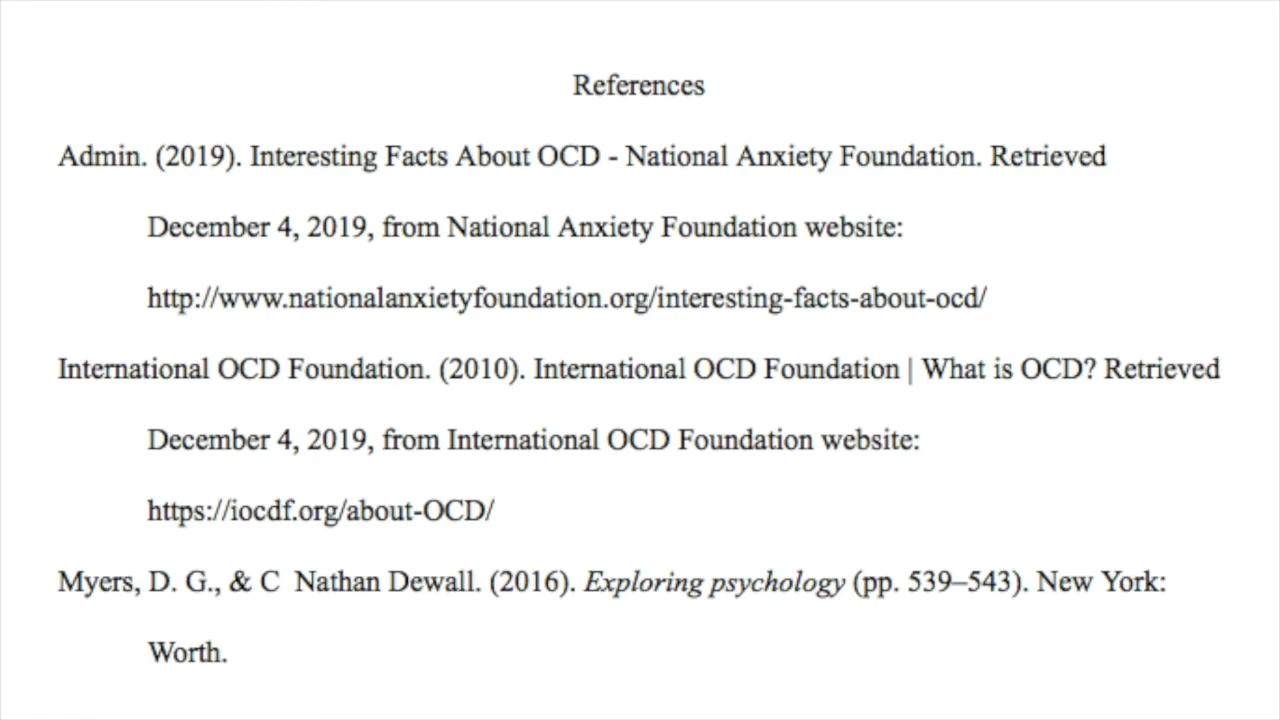 References
Admin. (2019). Interesting Facts About OCD - National Anxiety Foundation. Retrieved
December 4, 2019, from National Anxiety Foundation website:
http://www.nationalanxietyfoundation.org/interesting-facts-about-ocd/
International OCD Foundation. (2010). International OCD Foundation | What is OCD? Retrieved
December 4, 2019, from International OCD Foundation website:
https://iocdf.org/about-OCD/
Myers, D. G., & C  Nathan Dewall. (2016). Exploring psychology (pp. 539–543). New York:
Worth.